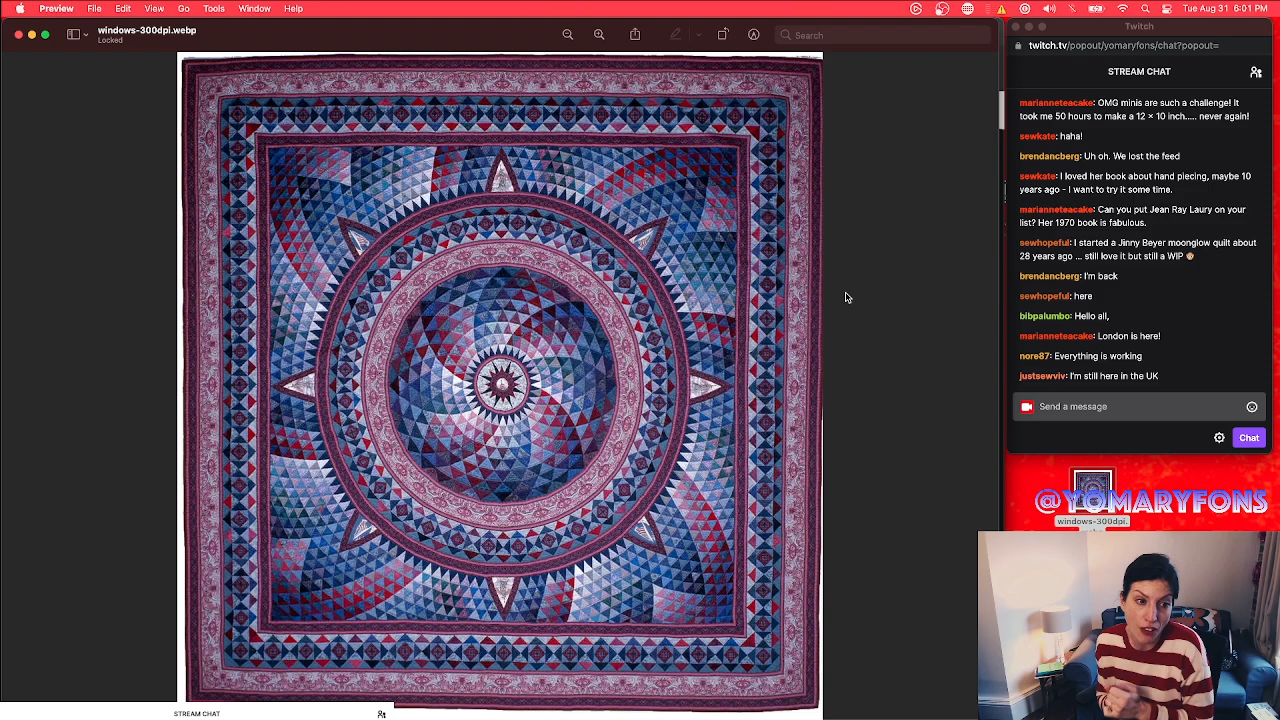 Preview File Edit View Go Tools Window Help
Tue Aug 31 6:01 PM
windows-300dpi.webp
Locked
Search
Twitch
twitch.tv/popout/yomaryfons/chat?popout=
STREAM CHAT
marianneteacake: OMG minis are such a challenge! It
took me 50 hours to make a 12 x 10 inch..... never again!
sewkate: haha!
brendancberg: Uh oh. We lost the feed
sewkate: I loved her book about hand piecing, maybe 10
years ago - I want to try it some time.
marianneteacake: Can you put Jean Ray Laury on your
list? Her 1970 book is fabulous.
sewhopeful: I started a Jinny Beyer moonglow quilt about
28 years ago ... still love it but still a WIP
brendancberg: I'm back
sewhopeful: here
bibpalumbo: Hello all,
marianneteacake: London is here!
nore87: Everything is working
justsewviv: I'm still here in the UK
Send a message
Chat
@YOMARYFONS
windows-300dpi.
STREAM CHAT